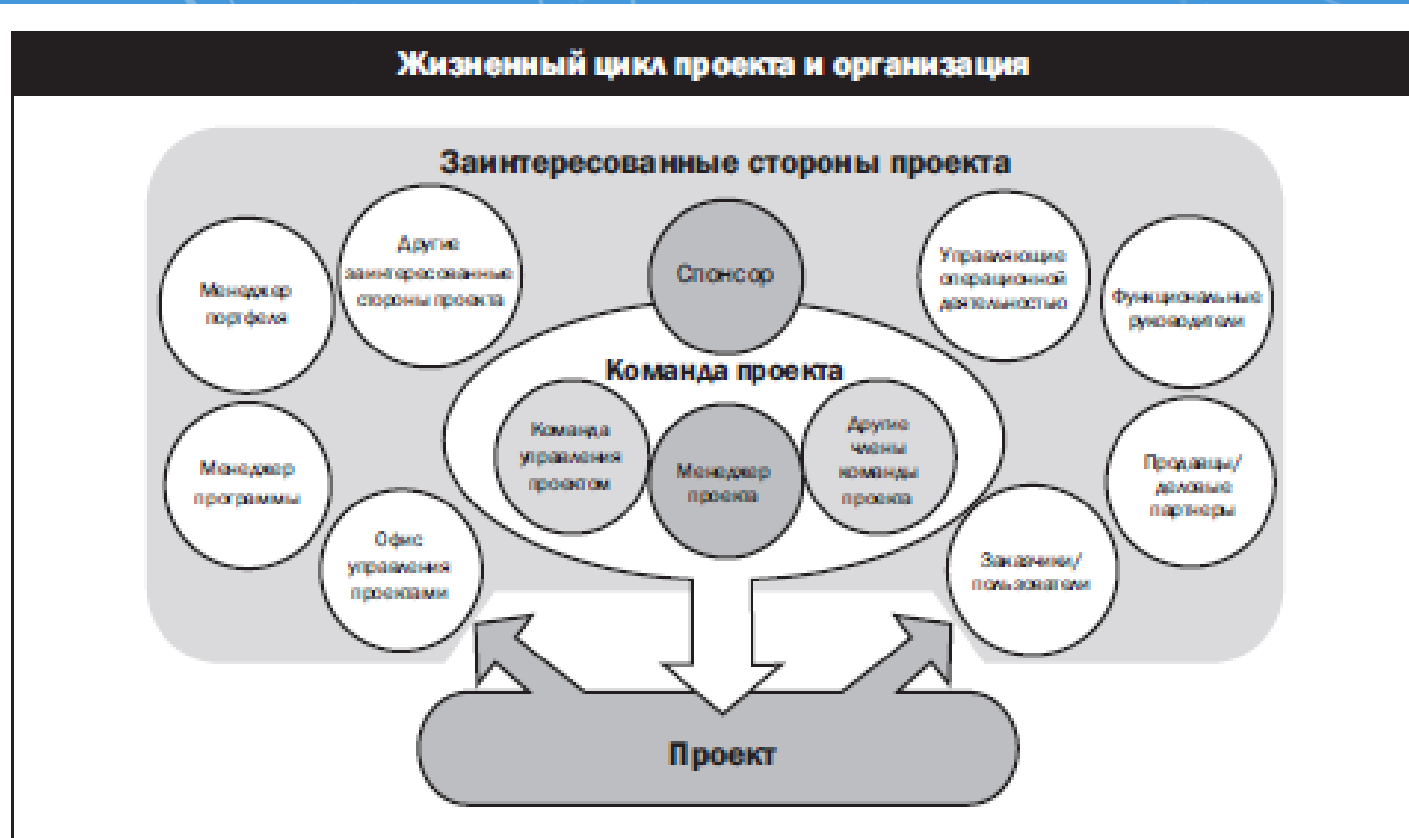 Жизненный цикл проекта и организация
Заинтересованные стороны проекта
Менеджер
портфеля
Другие
заинтересованные
стороны проекта
Спонсор
Управляющие
операционной
деятельностью
Функциональные
руководители
Команда проекта
Команда
управления
проектом
Менеджер
проекта
Другие
члены
команды
проекта
Менеджер
программы
Офис
управления
проектами
Продавцы/
деловые
партнеры
Заказчики/
пользователи
Проект